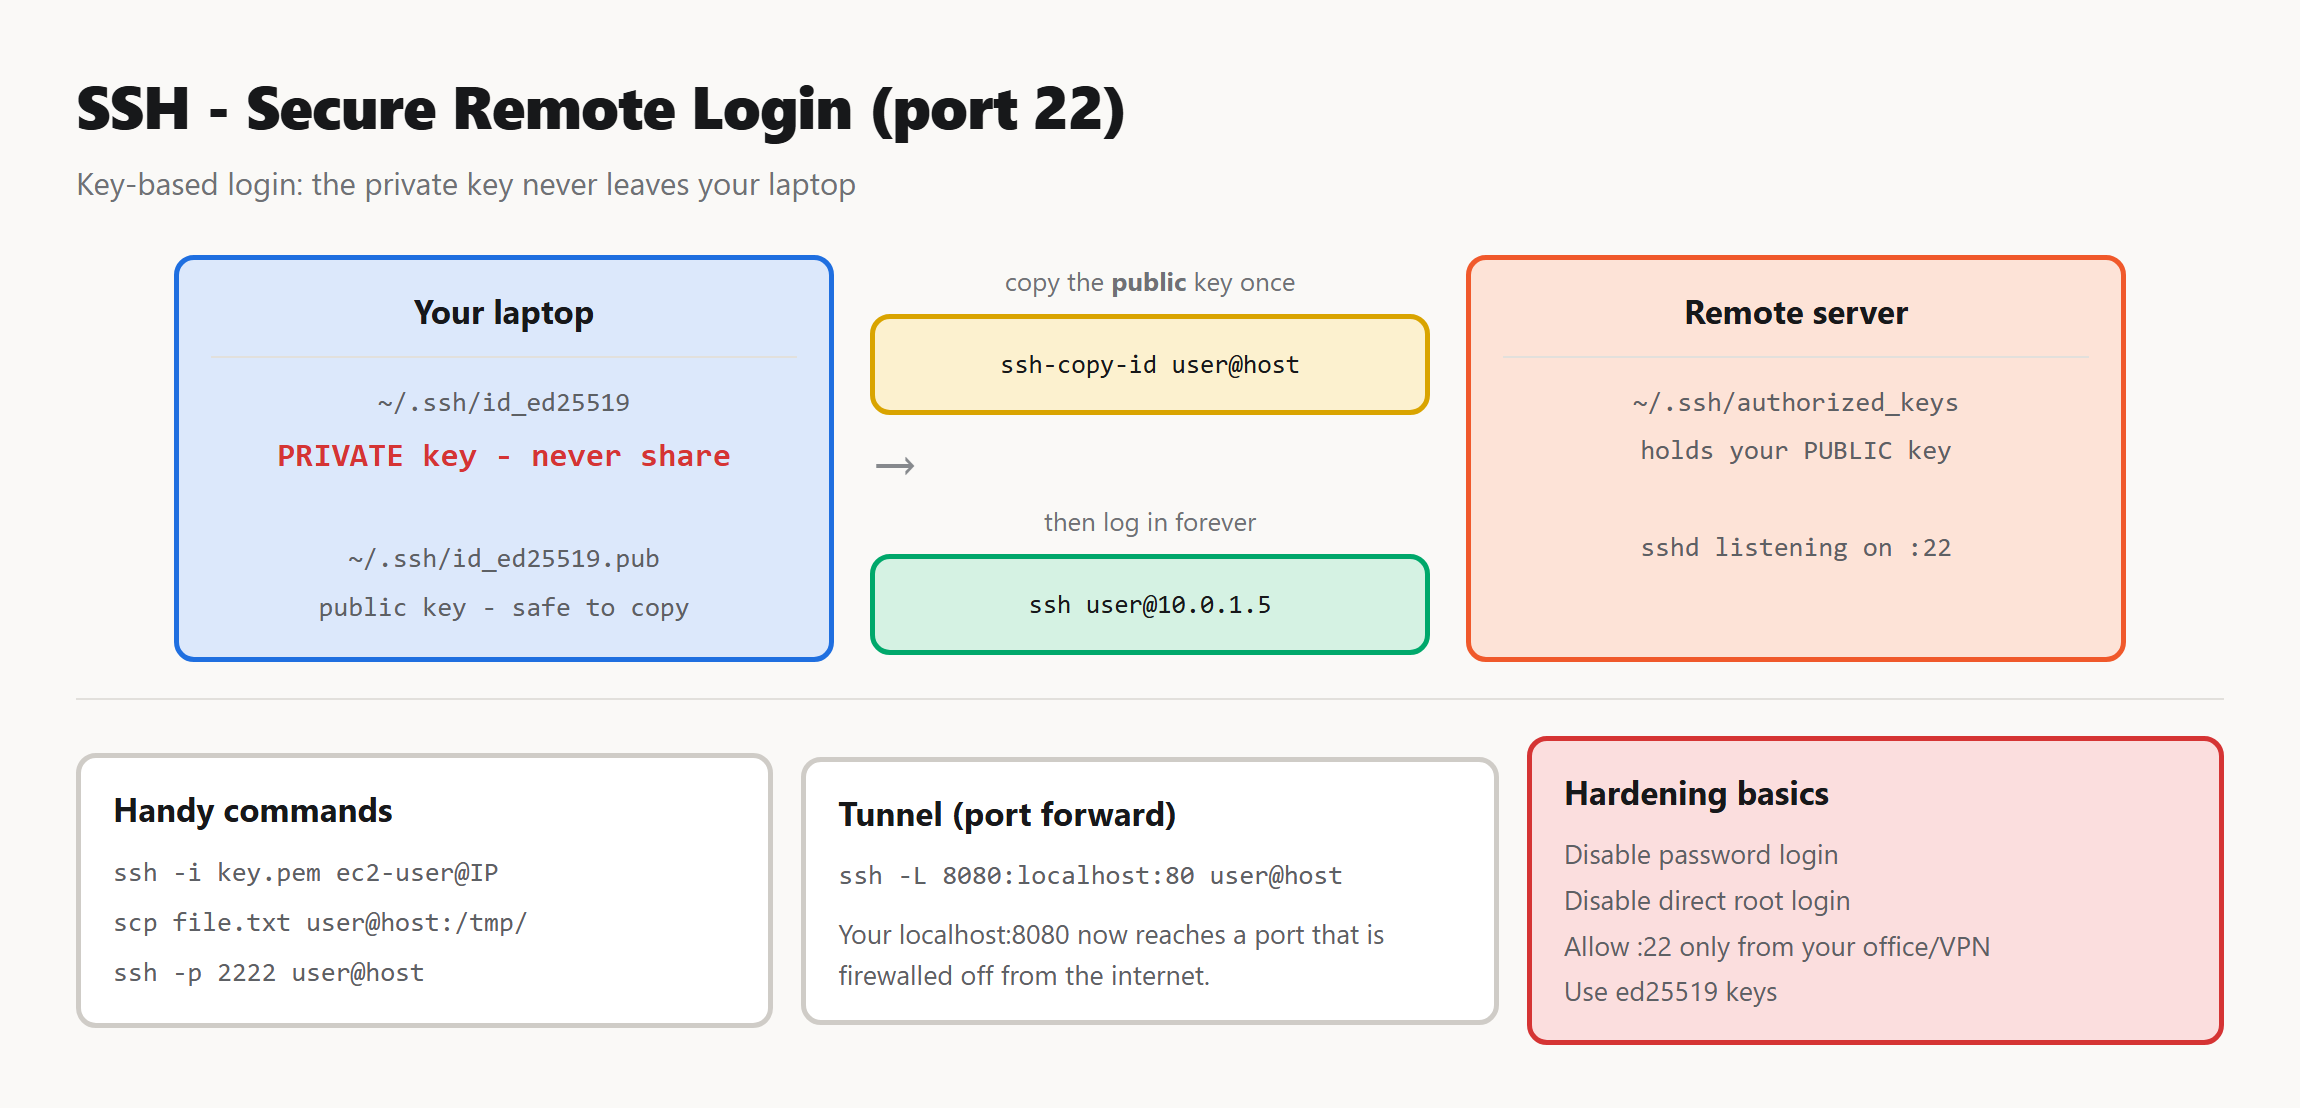 SSH - Secure Remote Login (port 22)
Key-based login: the private key never leaves your laptop
Your laptop
~/.ssh/id_ed25519
PRIVATE key - never share
~/.ssh/id_ed25519.pub
public key - safe to copy
copy the public key once
ssh-copy-id user@host
→
then log in forever
ssh user@10.0.1.5
Remote server
~/.ssh/authorized_keys
holds your PUBLIC key
sshd listening on :22
Handy commands
ssh -i key.pem ec2-user@IP
scp file.txt user@host:/tmp/
ssh -p 2222 user@host
Tunnel (port forward)
ssh -L 8080:localhost:80 user@host
Your localhost:8080 now reaches a port that is
firewalled off from the internet.
Hardening basics
Disable password login
Disable direct root login
Allow :22 only from your office/VPN
Use ed25519 keys